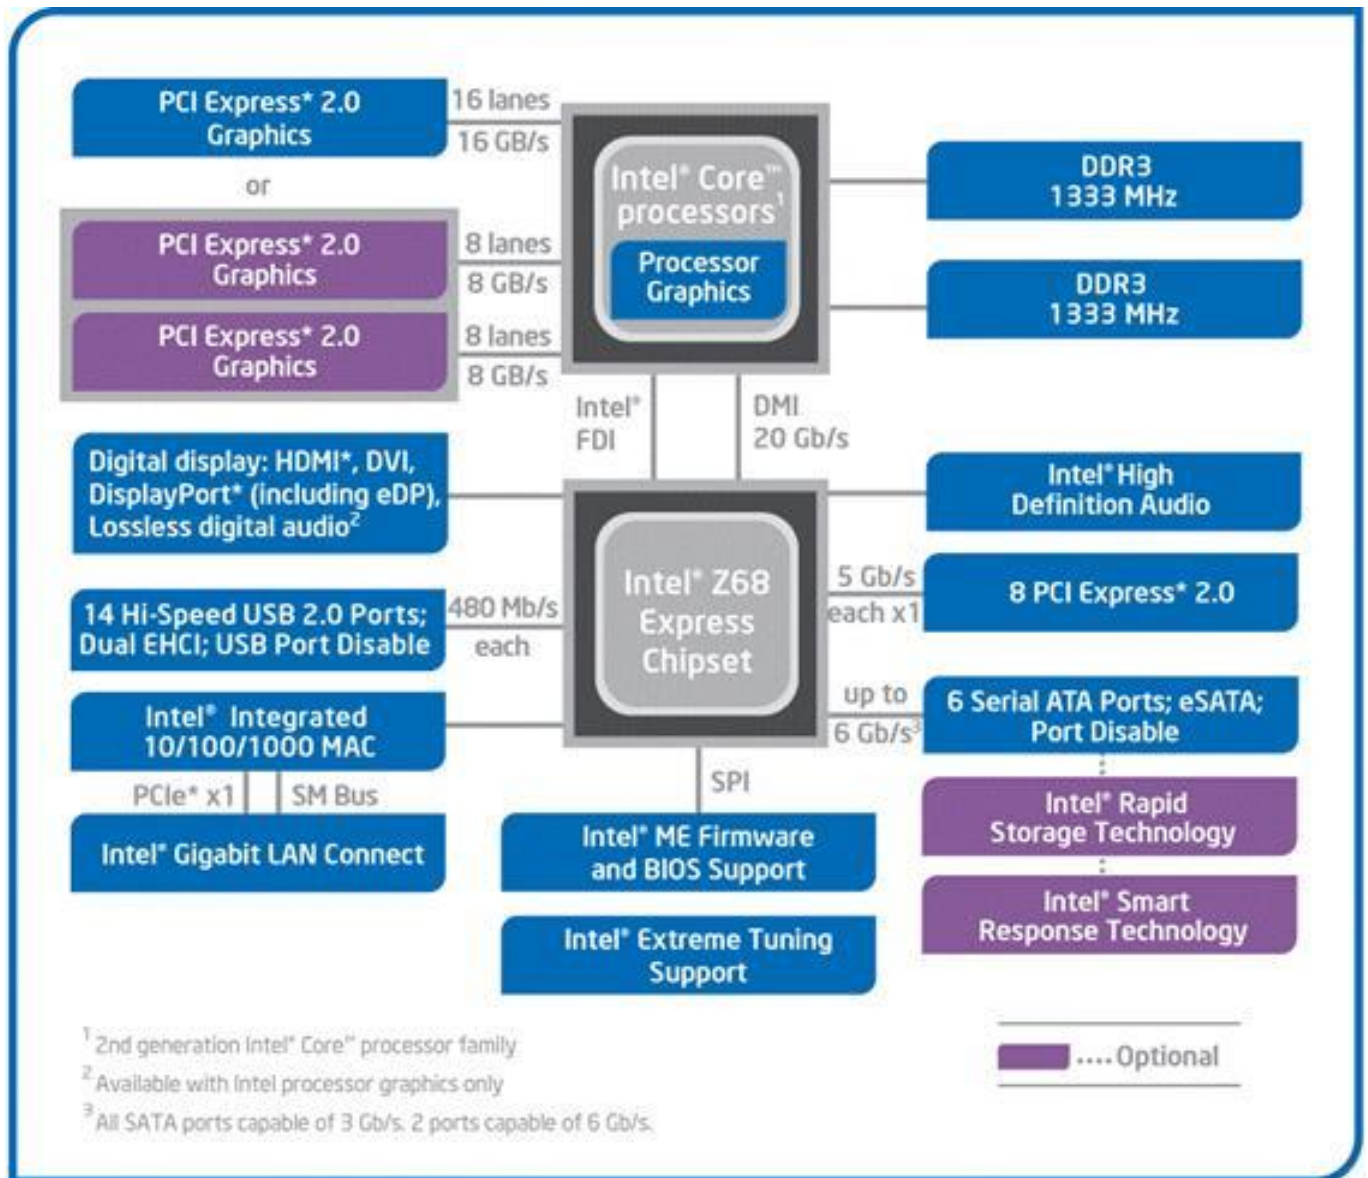 PCI Express* 2.0
Graphics
16 lanes
16 GB/s
or
PCI Express* 2.0
Graphics
8 lanes
8 GB/s
PCI Express* 2.0
Graphics
8 lanes
8 GB/s
Intel® Core™
processors¹
Processor
Graphics
DDR3
1333 MHz
DDR3
1333 MHz
Intel®
FDI
DMI
20 Gb/s
Digital display: HDMI*, DVI,
DisplayPort* (including eDP),
Lossless digital audio²
14 Hi-Speed USB 2.0 Ports;
Dual EHCI; USB Port Disable
480 Mb/s
each
Intel® Integrated
10/100/1000 MAC
PCIe* x1
SM Bus
Intel® Gigabit LAN Connect
Intel® Z68
Express
Chipset
Intel® High
Definition Audio
5 Gb/s
each x1
8 PCI Express* 2.0
up to
6 Gb/s³
6 Serial ATA Ports; eSATA;
Port Disable
Intel® Rapid
Storage Technology
Intel® Smart
Response Technology
SPI
Intel® ME Firmware
and BIOS Support
Intel® Extreme Tuning
Support
¹ 2nd generation Intel® Core™ processor family
² Available with Intel processor graphics only
³ All SATA ports capable of 3 Gb/s. 2 ports capable of 6 Gb/s.
.... Optional